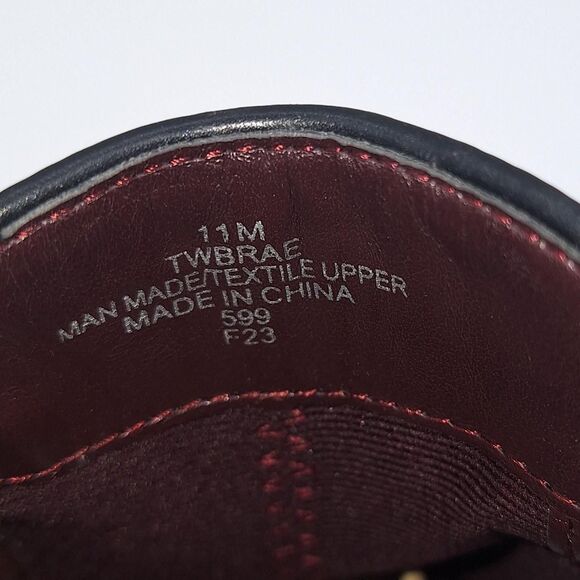 11M
TWBRAE
MAN MADE/TEXTILE UPPER
MADE IN CHINA
599
F23